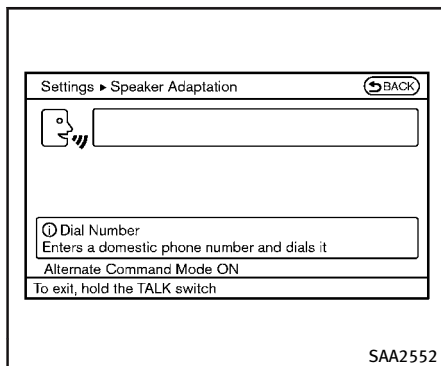 Settings ▸ Speaker Adaptation
BACK
ⓘ Dial Number
Enters a domestic phone number and dials it
Alternate Command Mode ON
To exit, hold the TALK switch
SAA2552